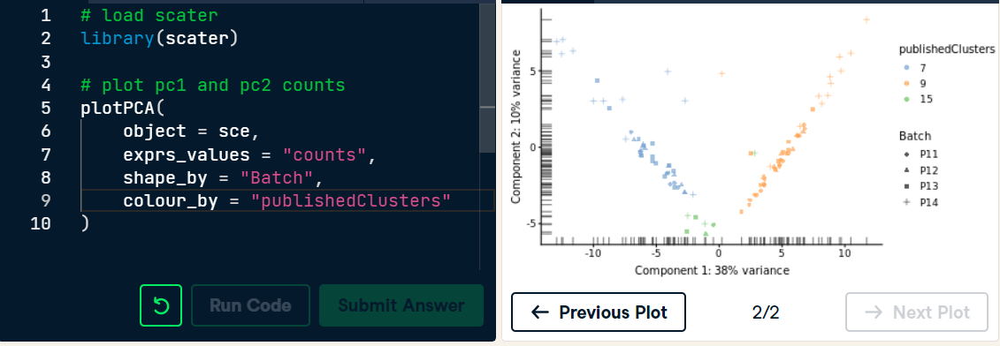 1 # load scater
2 library(scater)
3
4 # plot pc1 and pc2 counts
5 plotPCA(
6 object = sce,
7 exprs_values = "counts",
8 shape_by = "Batch",
9 colour_by = "publishedClusters"
10 )
Run Code
Submit Answer
Component 2: 10% variance
5
0
-5
-10
-5
0
5
10
Component 1: 38% variance
publishedClusters
7
9
15
Batch
P11
P12
P13
P14
Previous Plot
2/2
Next Plot